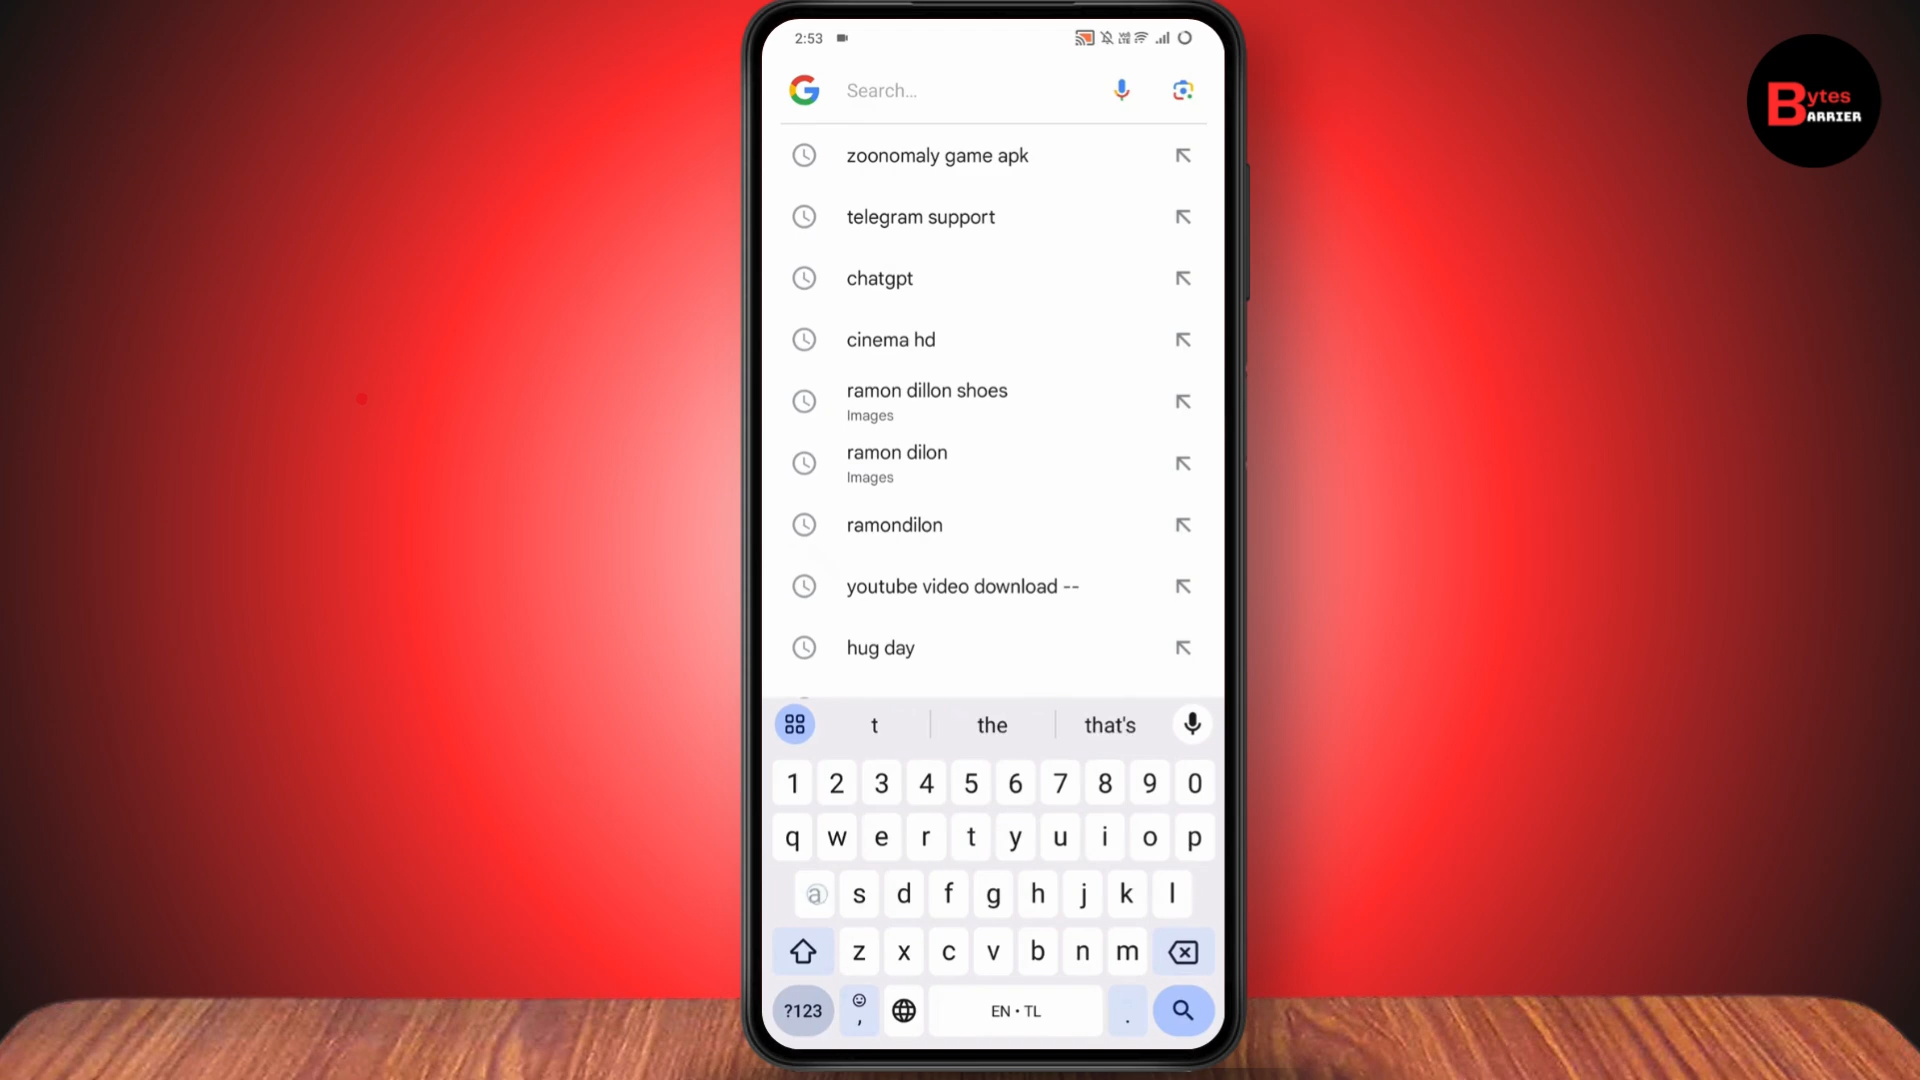 2:53
Search...
zoonomaly game apk
telegram support
chatgpt
cinema hd
ramon dillon shoes
Images
ramon dilon
Images
ramondilon
youtube video download --
hug day
t the that's
1 2 3 4 5 6 7 8 9 0
q w e r t y u i o p
a s d f g h j k l
z x c v b n m
?123 , EN • TL .
Bytes
BARRIER